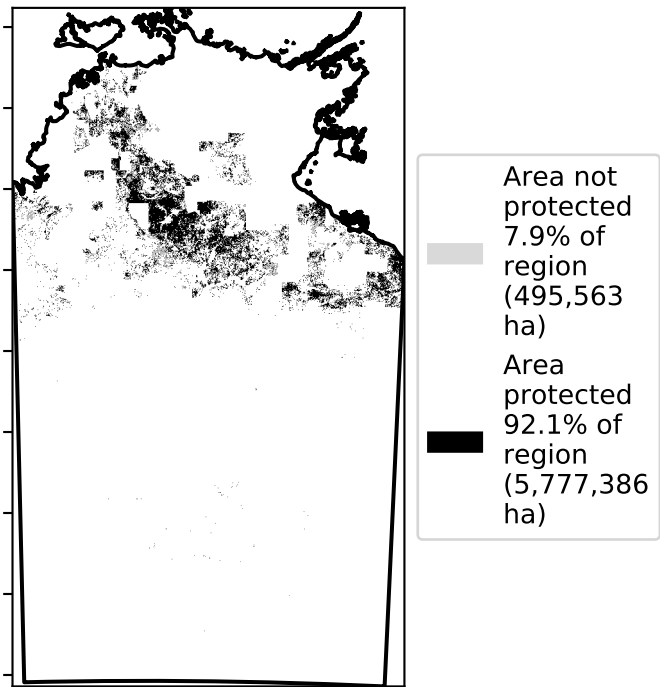 Area not
protected
7.9% of
region
(495,563
ha)
Area
protected
92.1% of
region
(5,777,386
ha)